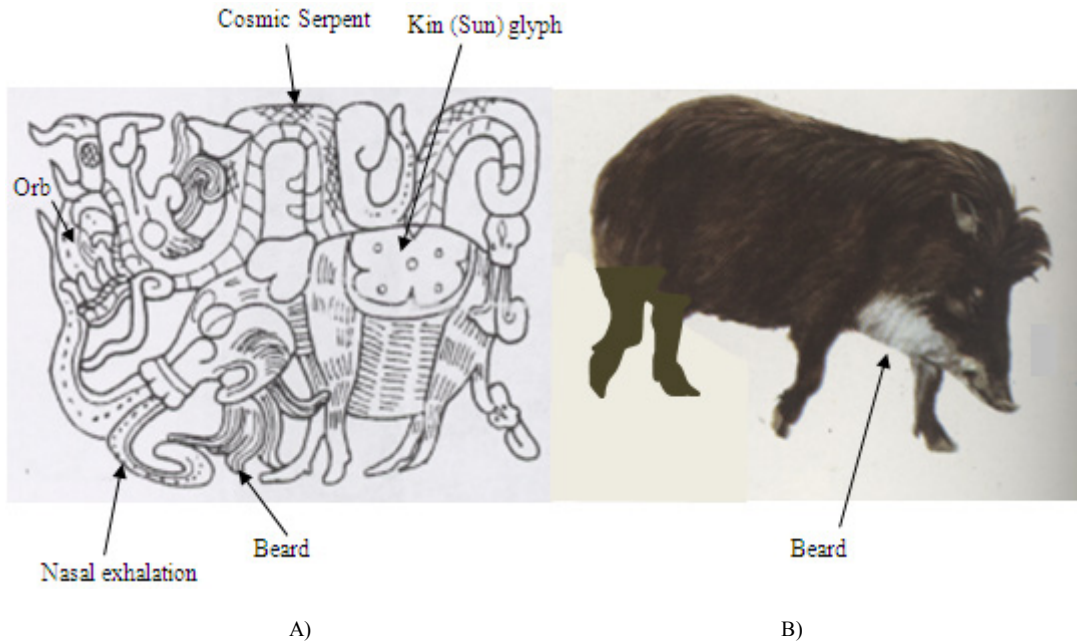 Cosmic Serpent
Kin (Sun) glyph
Orb
Beard
Nasal exhalation
Beard
A)
B)